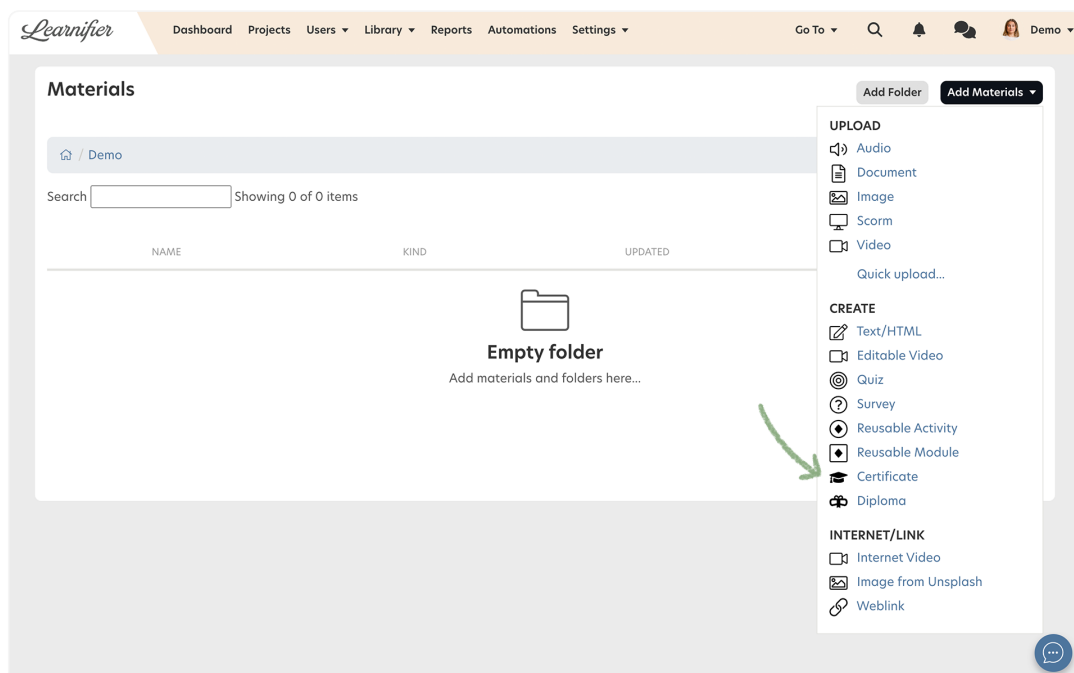 Learnifier Dashboard Projects Users Library Reports Automations Settings Go To Demo
Materials
Add Folder Add Materials
/ Demo
Search Showing 0 of 0 items
NAME KIND UPDATED
Empty folder
Add materials and folders here...
UPLOAD
Audio
Document
Image
Scorm
Video
Quick upload...
CREATE
Text/HTML
Editable Video
Quiz
Survey
Reusable Activity
Reusable Module
Certificate
Diploma
INTERNET/LINK
Internet Video
Image from Unsplash
Weblink